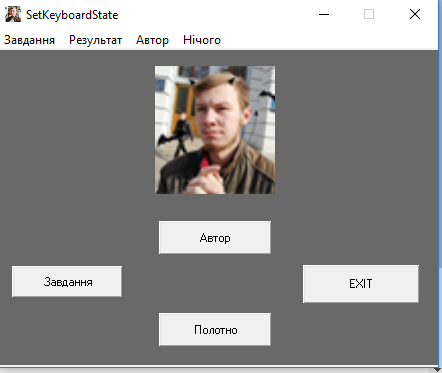 SetKeyboardState
Завдання Результат Автор Нічого
Автор
Завдання
EXIT
Полотно